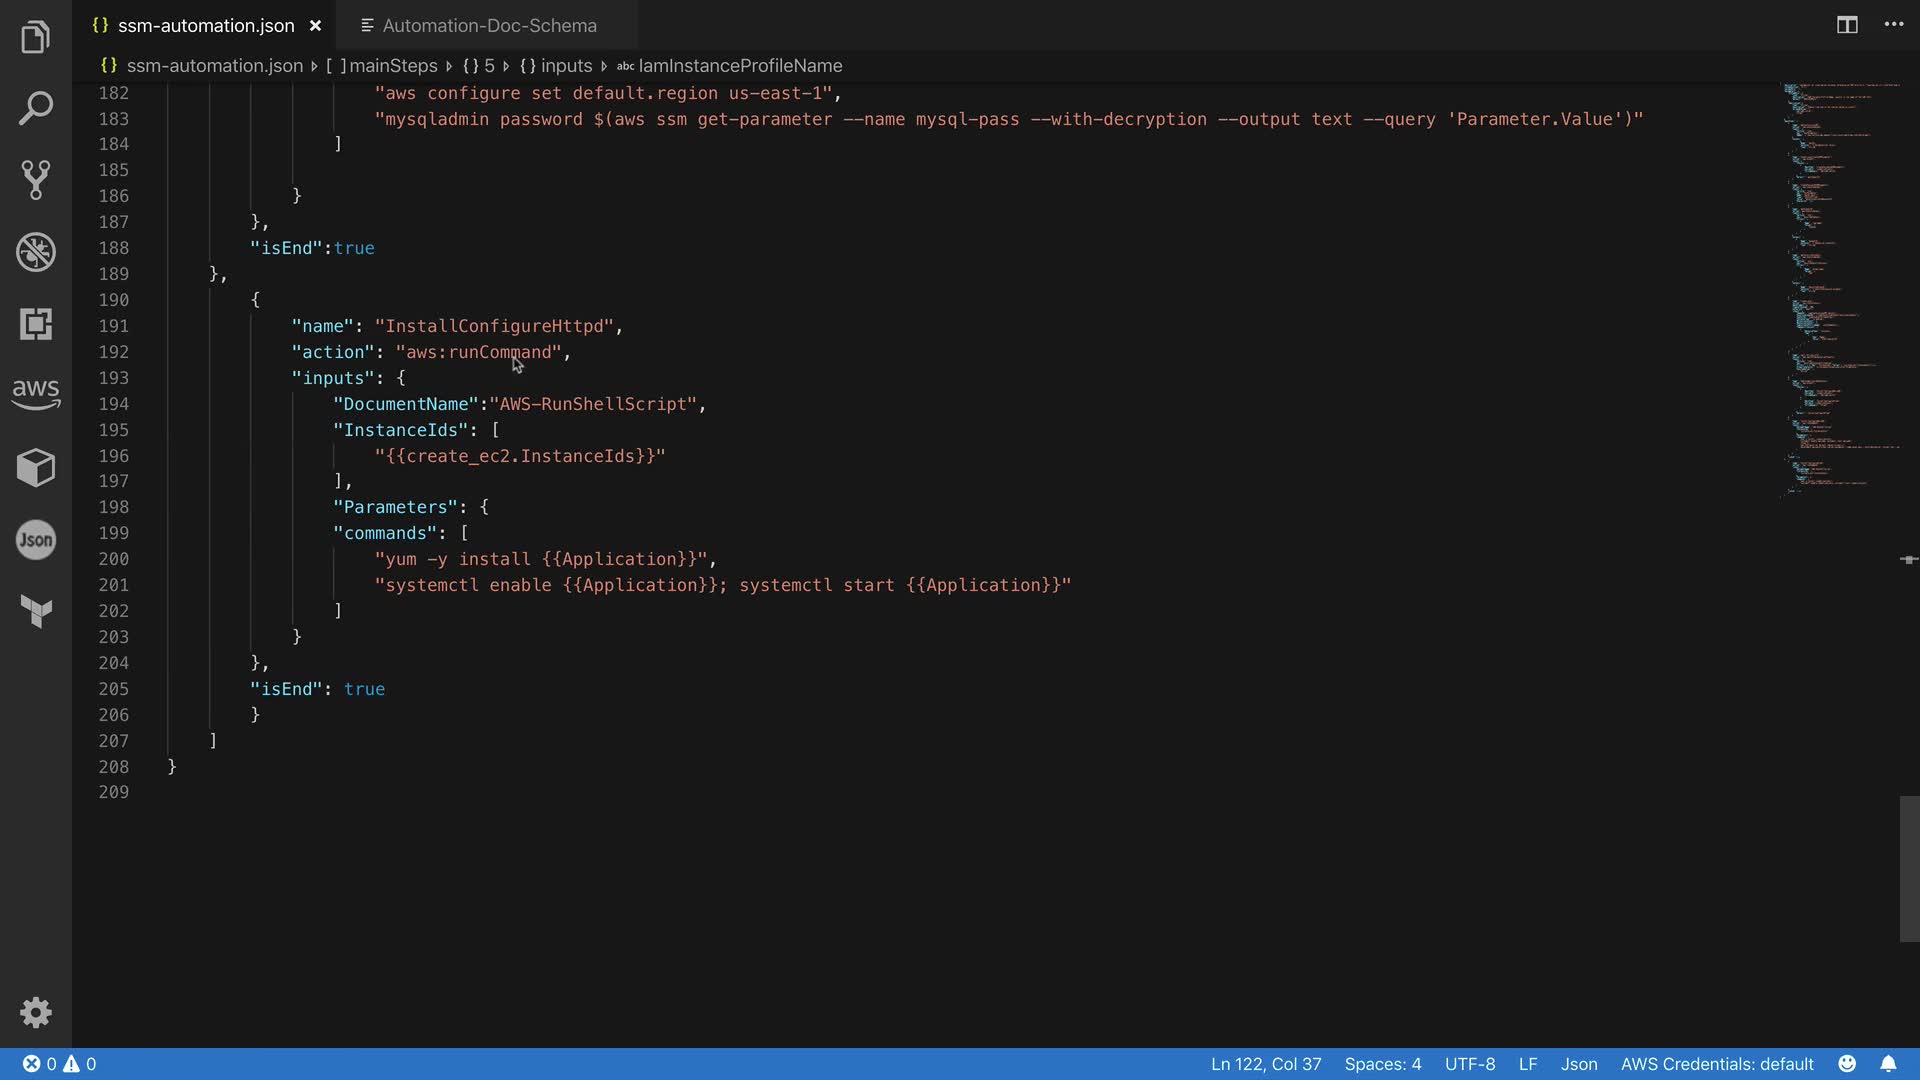 ssm-automation.json
Automation-Doc-Schema
{} ssm-automation.json [ ] mainSteps {} 5 {} inputs abc IamInstanceProfileName
182 "aws configure set default.region us-east-1",
183 "mysqladmin password $(aws ssm get-parameter --name mysql-pass --with-decryption --output text --query 'Parameter.Value')"
184 ]
185
186 }
187 },
188 "isEnd":true
189 },
190 {
191 "name": "InstallConfigureHttpd",
192 "action": "aws:runCommand",
193 "inputs": {
194 "DocumentName":"AWS-RunShellScript",
195 "InstanceIds": [
196 "{{create_ec2.InstanceIds}}"
197 ],
198 "Parameters": {
199 "commands": [
200 "yum -y install {{Application}}",
201 "systemctl enable {{Application}}; systemctl start {{Application}}"
202 ]
203 }
204 },
205 "isEnd": true
206 }
207 ]
208 }
209
aws
Json
0 0 Ln 122, Col 37 Spaces: 4 UTF-8 LF Json AWS Credentials: default